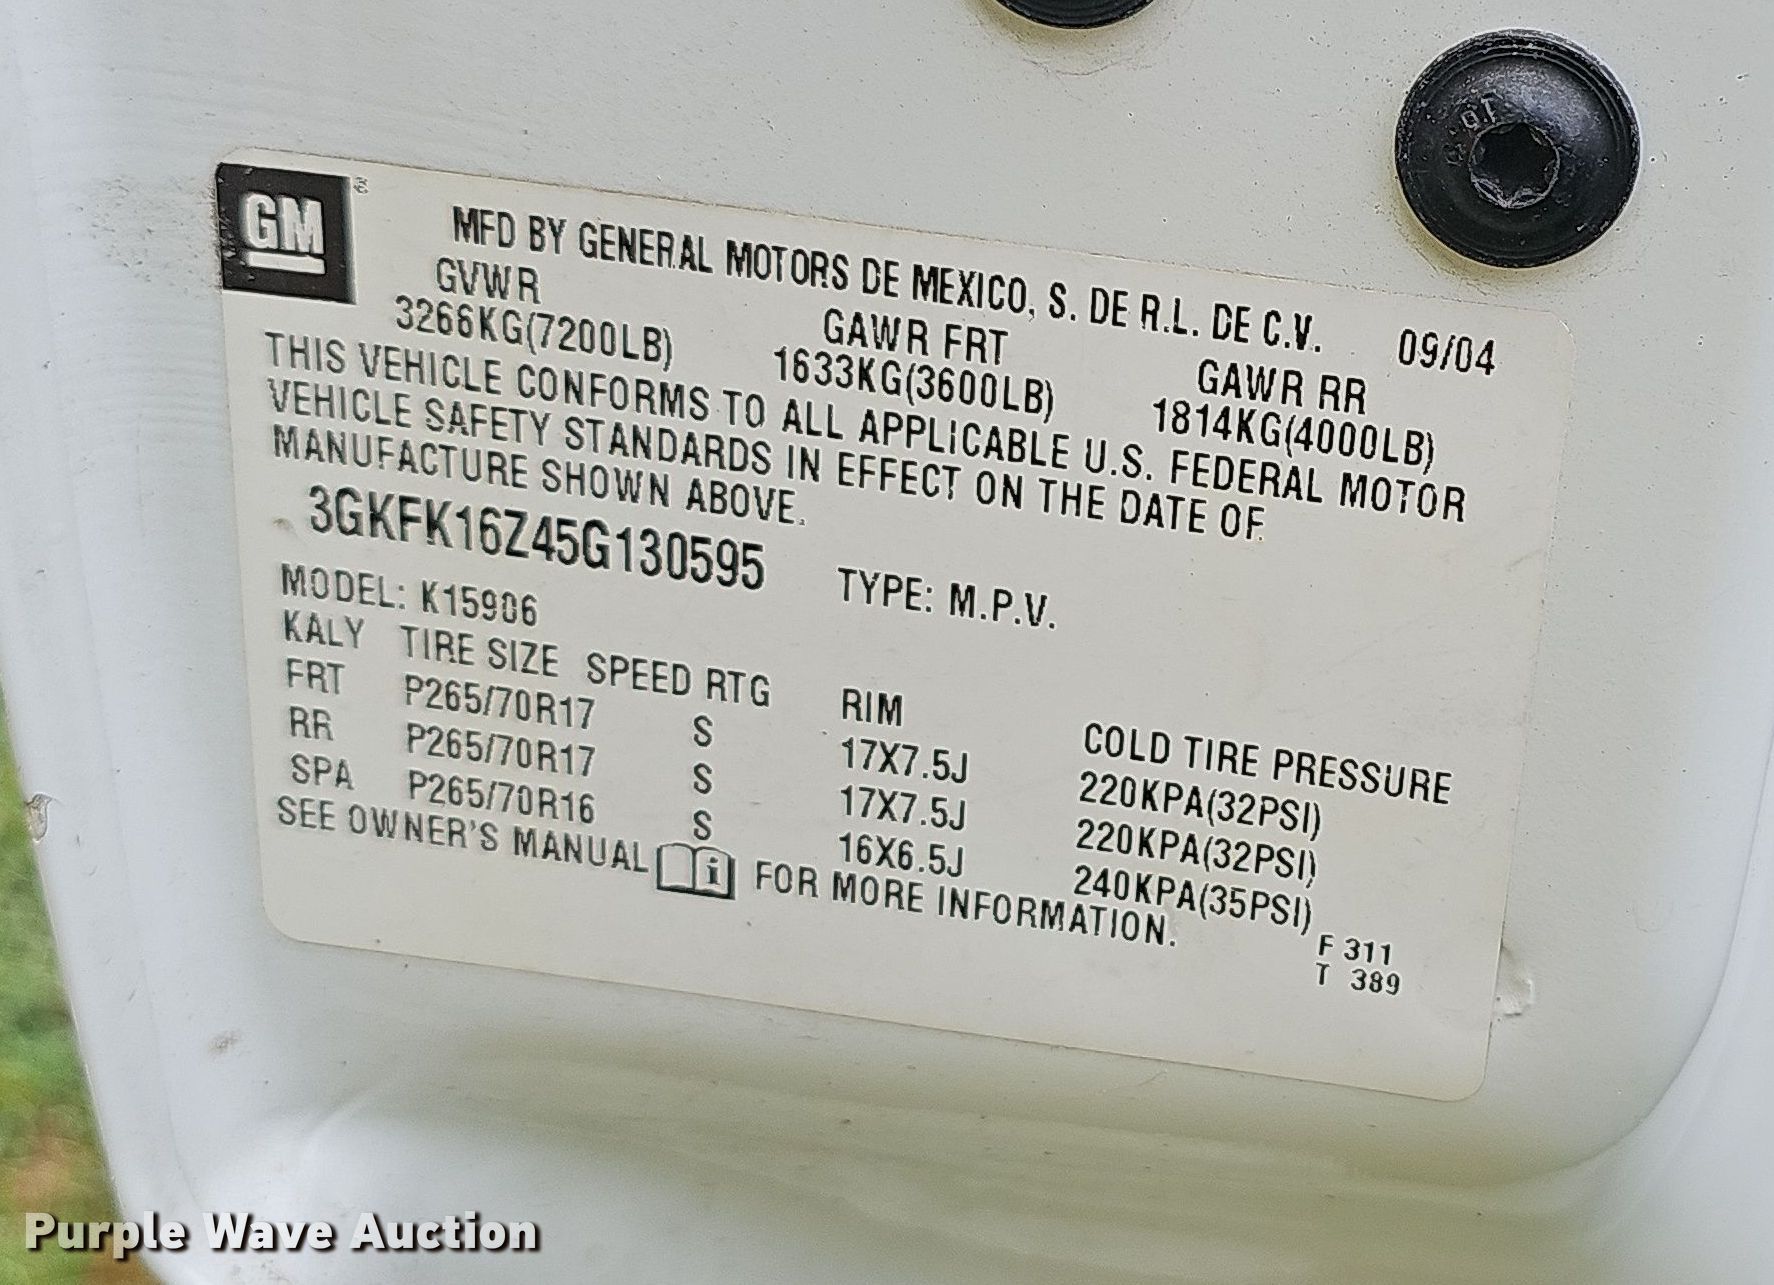 GM
MFD BY GENERAL MOTORS DE MEXICO, S. DE R.L. DE C.V. 09/04
GVWR GAWR FRT GAWR RR
3266KG(7200LB) 1633KG(3600LB) 1814KG(4000LB)
THIS VEHICLE CONFORMS TO ALL APPLICABLE U.S. FEDERAL MOTOR
VEHICLE SAFETY STANDARDS IN EFFECT ON THE DATE OF
MANUFACTURE SHOWN ABOVE.
3GKFK16Z45G130595 TYPE: M.P.V.
MODEL: K15906
KALY TIRE SIZE SPEED RTG RIM COLD TIRE PRESSURE
FRT P265/70R17 S 17X7.5J 220KPA(32PSI)
RR P265/70R17 S 17X7.5J 220KPA(32PSI)
SPA P265/70R16 S 16X6.5J 240KPA(35PSI)
SEE OWNER'S MANUAL i FOR MORE INFORMATION.
F 311
T 389
Purple Wave Auction